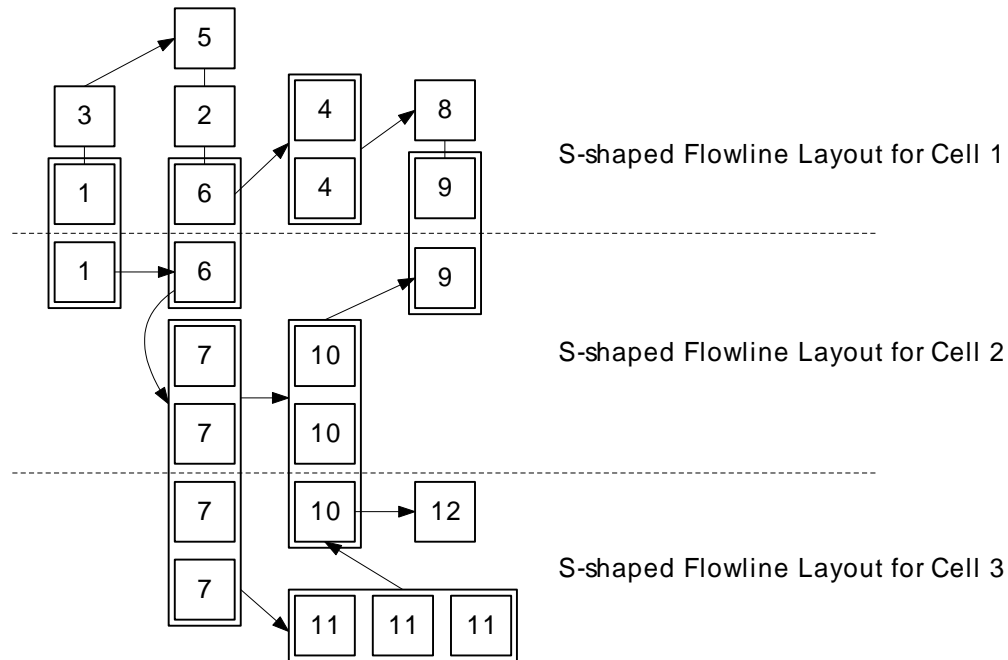 5
3 2 4 8
S-shaped Flowline Layout for Cell 1
1 6 4 9
1 6 9
7 10
S-shaped Flowline Layout for Cell 2
7 10
7 10 12
S-shaped Flowline Layout for Cell 3
7
11 11 11